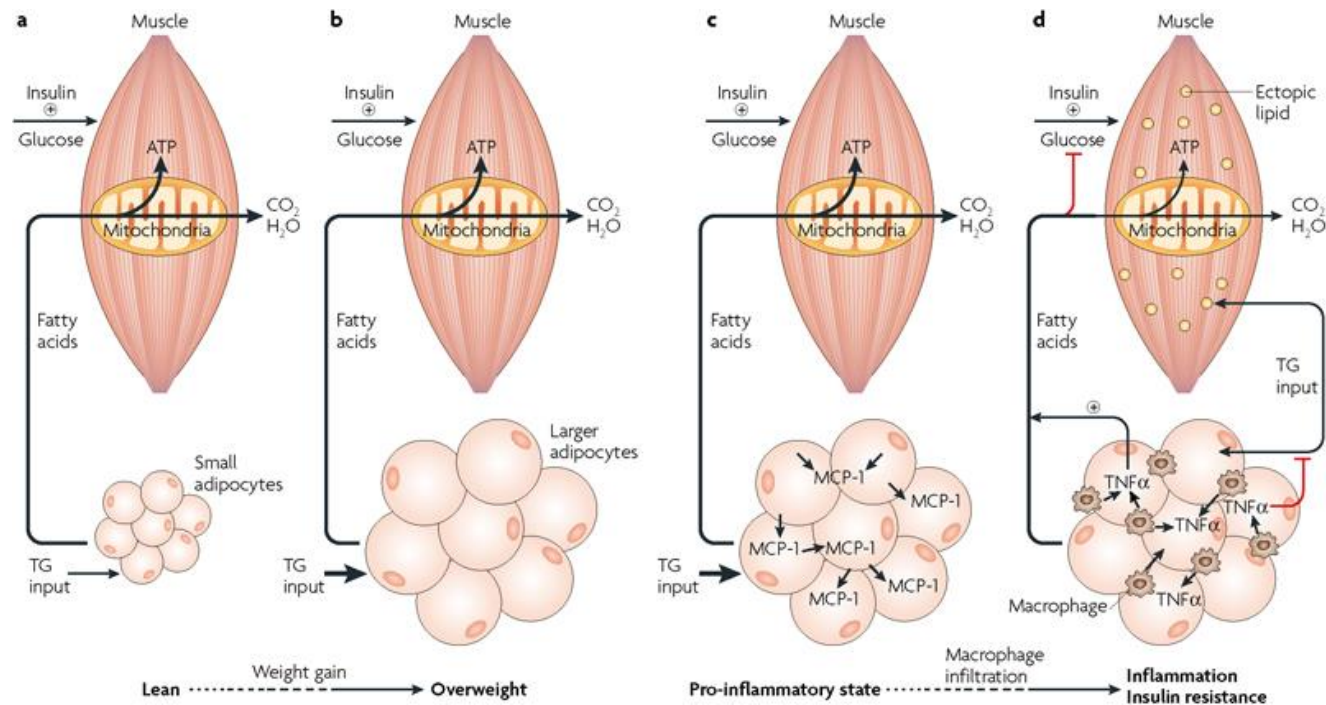 a
Muscle
Insulin
⊕
Glucose
ATP
Mitochondria
CO₂
H₂O
Fatty
acids
Small
adipocytes
TG
input
b
Muscle
Insulin
⊕
Glucose
ATP
Mitochondria
CO₂
H₂O
Fatty
acids
Larger
adipocytes
TG
input
c
Muscle
Insulin
⊕
Glucose
ATP
Mitochondria
CO₂
H₂O
Fatty
acids
MCP-1
MCP-1
MCP-1
MCP-1
MCP-1
MCP-1
TG
input
d
Muscle
Insulin
⊕
Glucose
Ectopic
lipid
ATP
Mitochondria
CO₂
H₂O
Fatty
acids
TG
input
⊕
TNFα
TNFα
TNFα
TNFα
Macrophage
Lean
Weight gain
Overweight
Pro-inflammatory state
Macrophage
infiltration
Inflammation
Insulin resistance